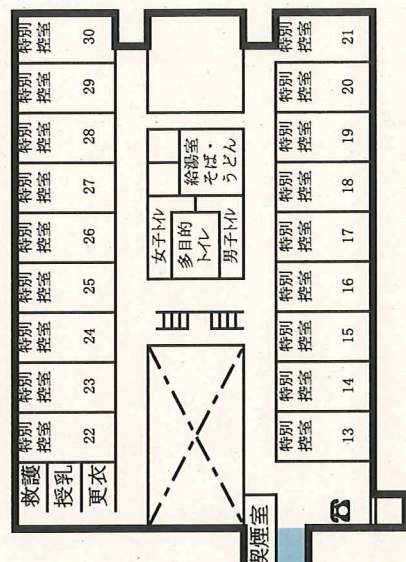 特別
控室
30
特別
控室
29
特別
控室
28
特別
控室
27
特別
控室
26
特別
控室
25
特別
控室
24
特別
控室
23
特別
控室
22
救護
授乳
更衣
給湯室
そば・
うどん
女子トイレ
多目的
トイレ
男子トイレ
特別
控室
21
特別
控室
20
特別
控室
19
特別
控室
18
特別
控室
17
特別
控室
16
特別
控室
15
特別
控室
14
特別
控室
13
喫煙室